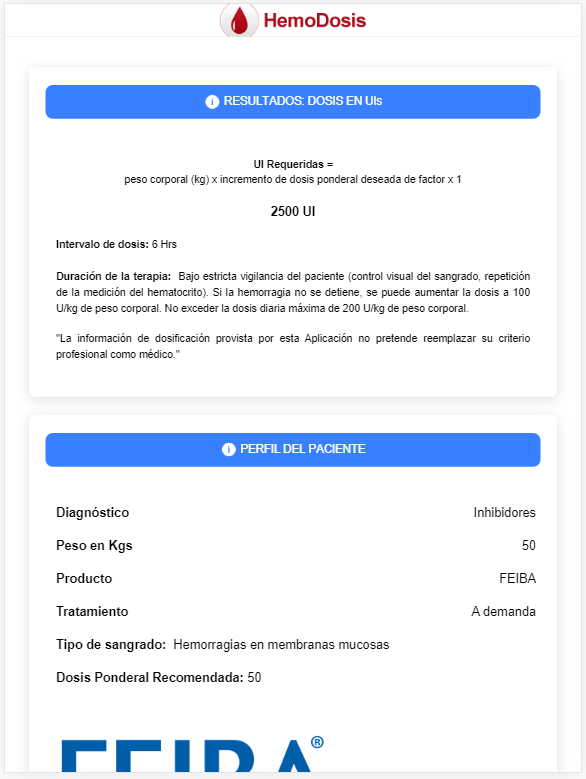 HemoDosis
RESULTADOS: DOSIS EN UIs
UI Requeridas =
peso corporal (kg) x incremento de dosis ponderal deseada de factor x 1
2500 UI
Intervalo de dosis: 6 Hrs
Duración de la terapia: Bajo estricta vigilancia del paciente (control visual del sangrado, repetición
de la medición del hematocrito). Si la hemorragia no se detiene, se puede aumentar la dosis a 100
U/kg de peso corporal. No exceder la dosis diaria máxima de 200 U/kg de peso corporal.
"La información de dosificación provista por esta Aplicación no pretende reemplazar su criterio
profesional como médico."
PERFIL DEL PACIENTE
Diagnóstico Inhibidores
Peso en Kgs 50
Producto FEIBA
Tratamiento A demanda
Tipo de sangrado: Hemorragias en membranas mucosas
Dosis Ponderal Recomendada: 50
FEIBA®